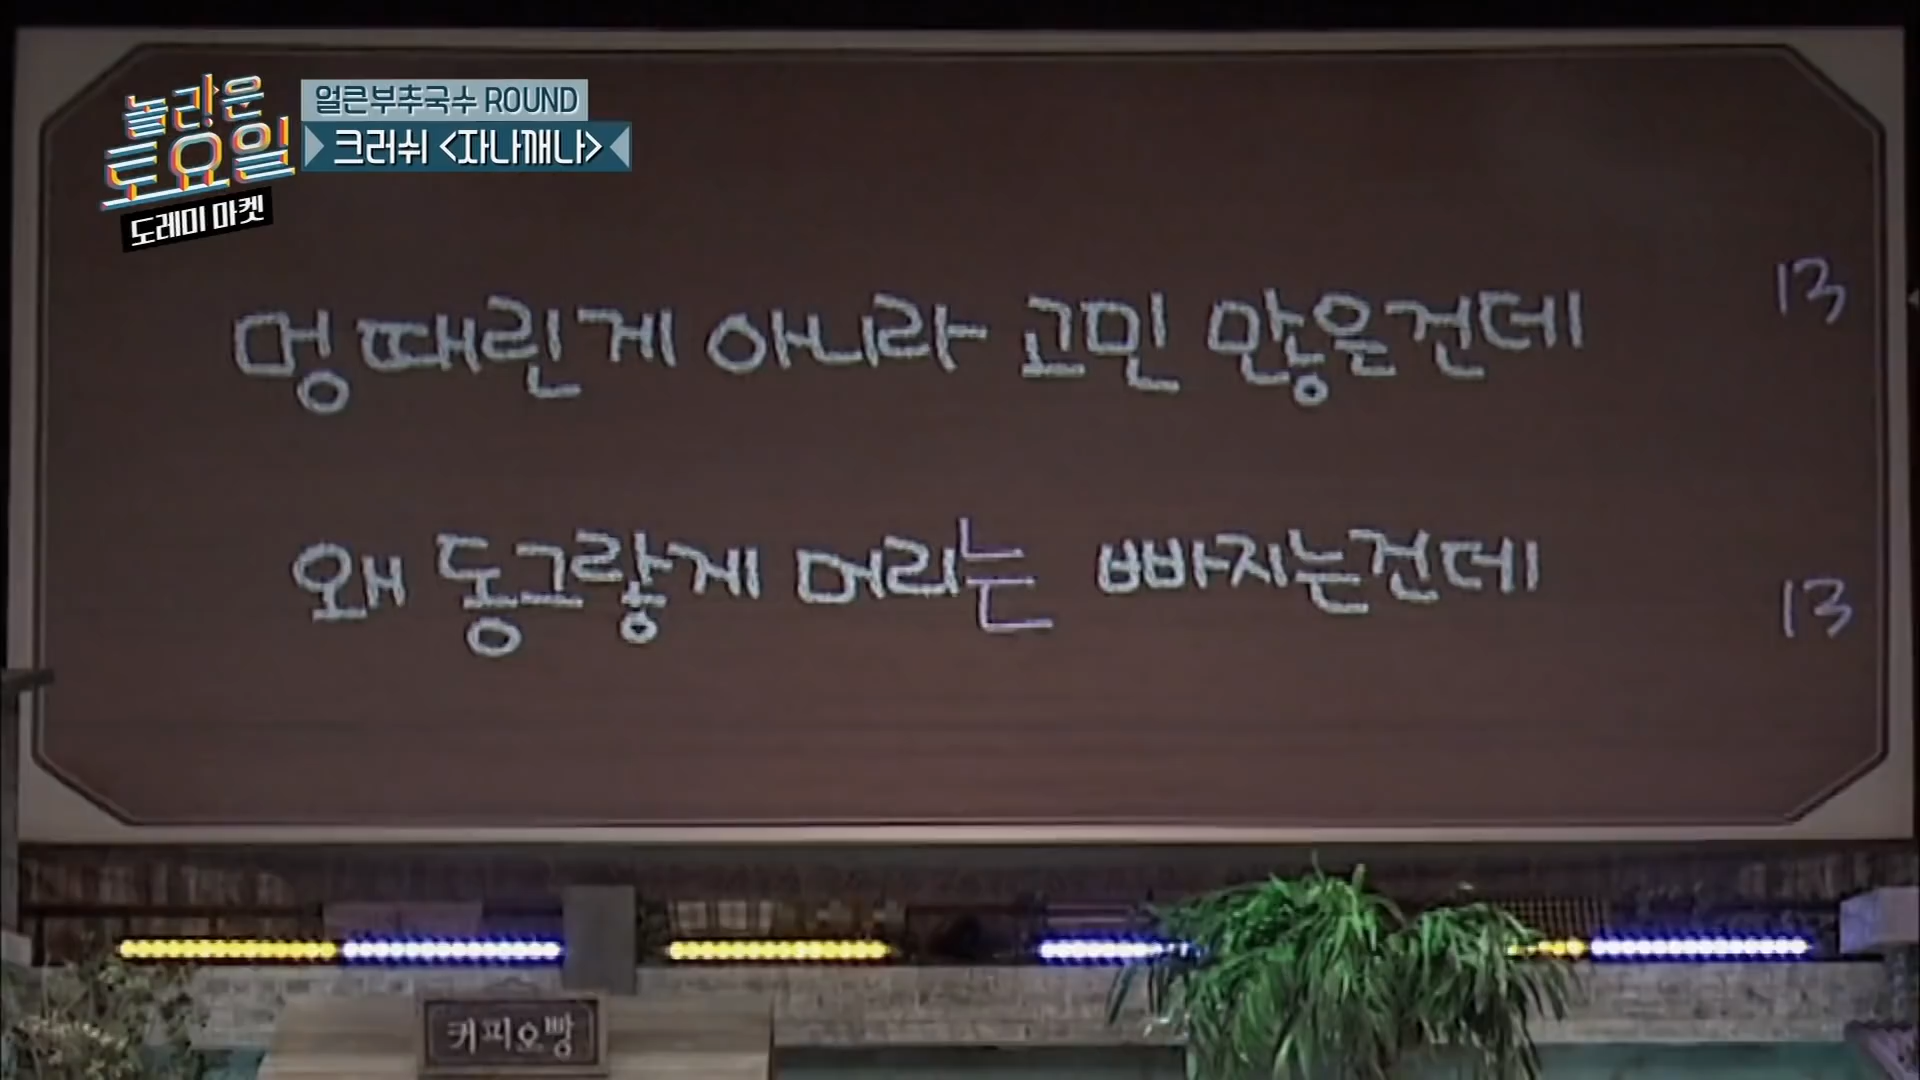 놀라운
토요일
도레미 마켓
얼큰부추국수 ROUND
크러쉬 <자나깨나>
멍 때린게 아니라 고민 많은건데 13
왜 동그랗게 머리는 빠지는건데 13
커피오빵